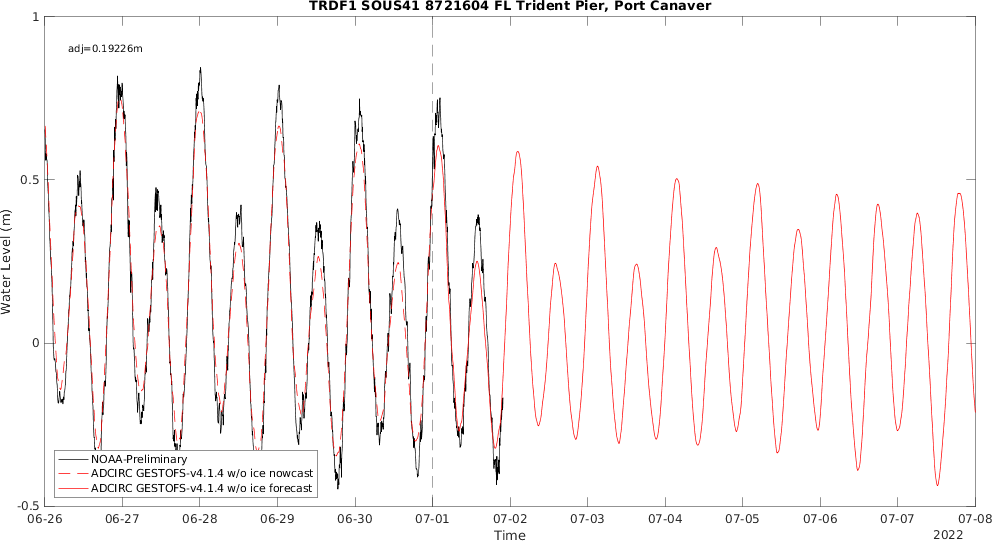 TRDF1 SOUS41 8721604 FL Trident Pier, Port Canaver
1
adj=0.19226m
0.5
Water Level (m)
0
NOAA-Preliminary
ADCIRC GESTOFS-v4.1.4 w/o ice nowcast
ADCIRC GESTOFS-v4.1.4 w/o ice forecast
-0.5
06-26 06-27 06-28 06-29 06-30 07-01 07-02 07-03 07-04 07-05 07-06 07-07 07-08
Time
2022